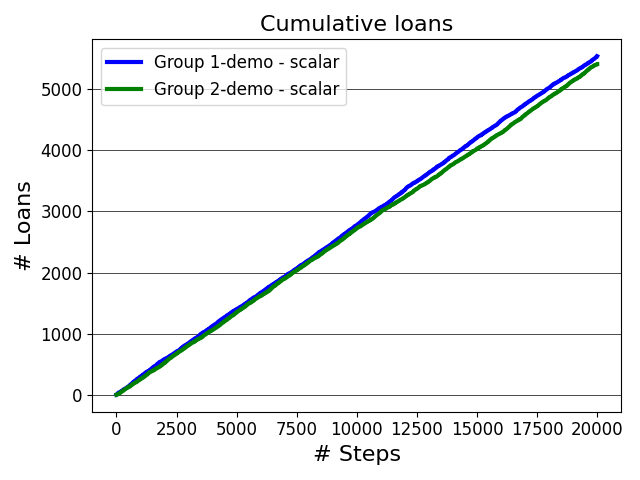 Cumulative loans
Group 1-demo - scalar
Group 2-demo - scalar
# Loans
5000
4000
3000
2000
1000
0
0 2500 5000 7500 10000 12500 15000 17500 20000
# Steps